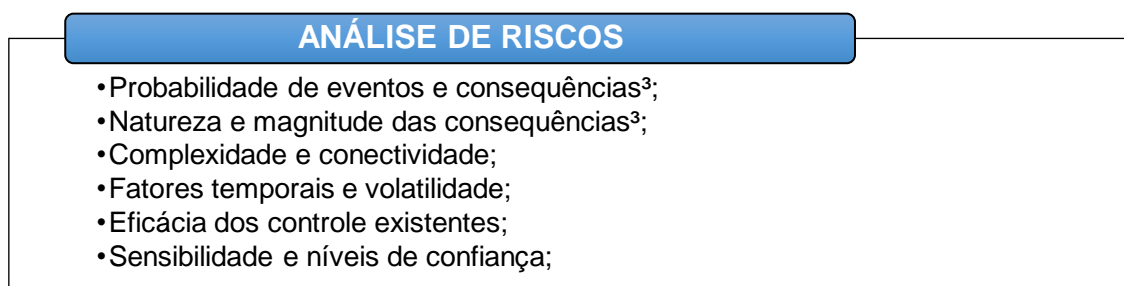 ANÁLISE DE RISCOS
•Probabilidade de eventos e consequências³;
•Natureza e magnitude das consequências³;
•Complexidade e conectividade;
•Fatores temporais e volatilidade;
•Eficácia dos controle existentes;
•Sensibilidade e níveis de confiança;